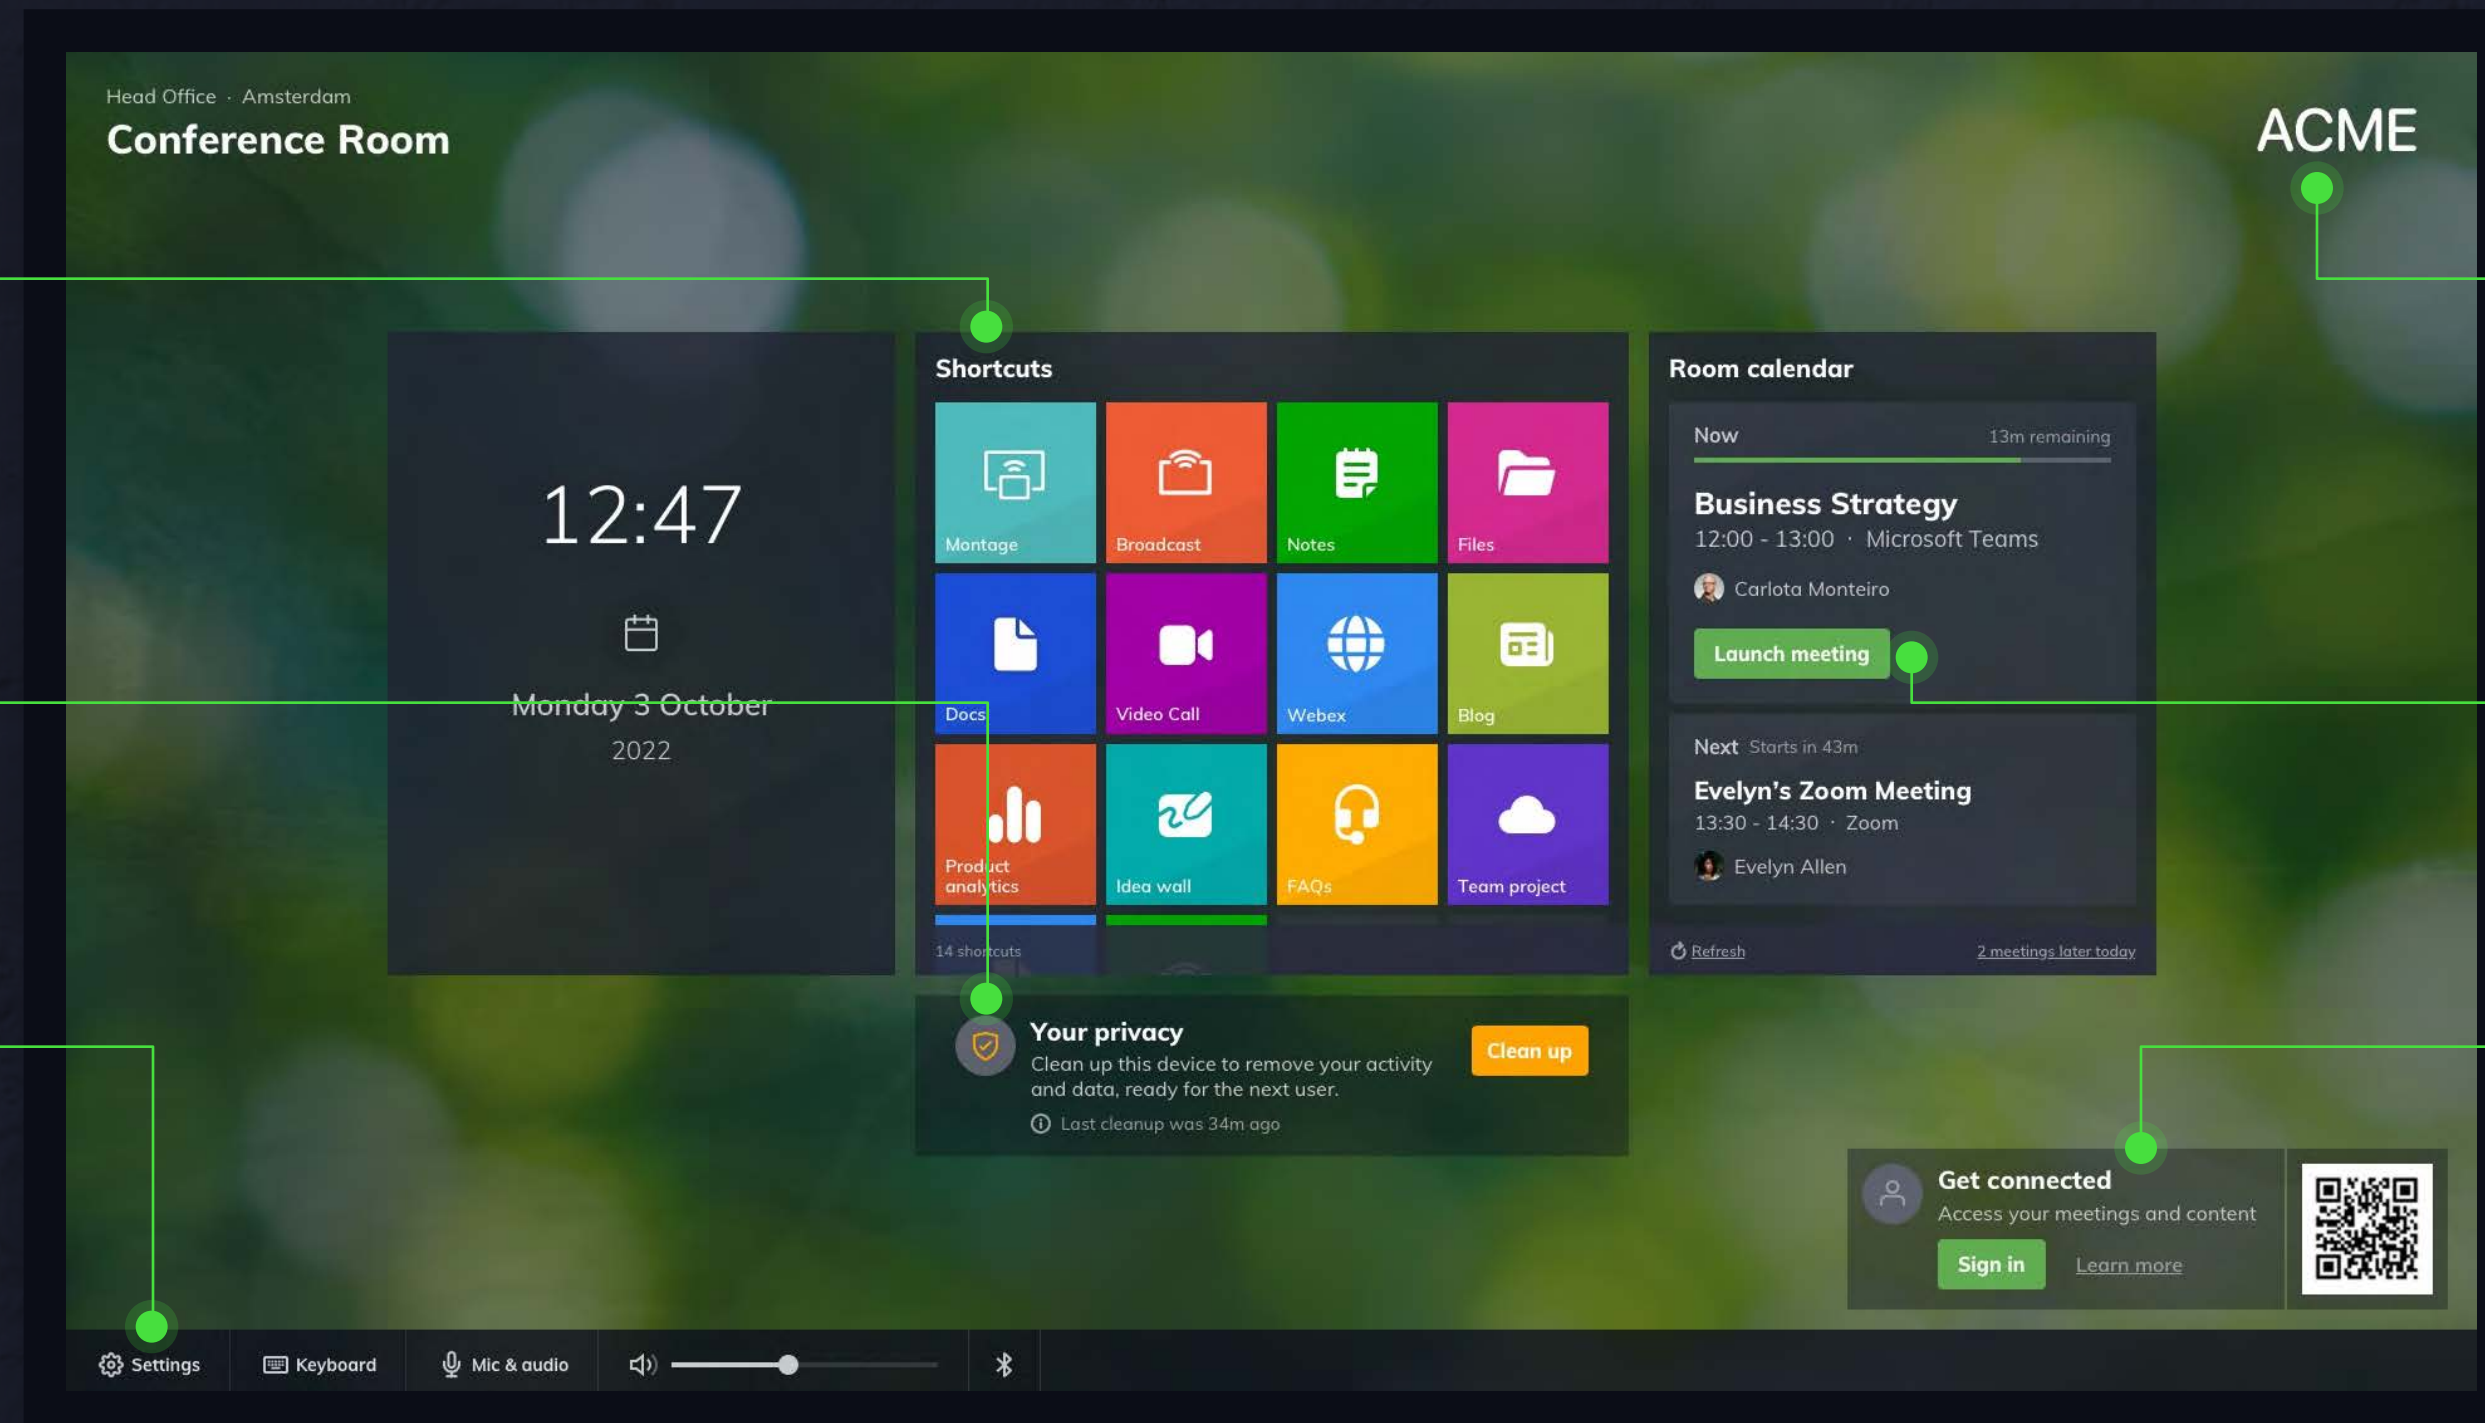 Head Office · Amsterdam
Conference Room
ACME
12:47
Monday 3 October
2022
Shortcuts
Montage
Broadcast
Notes
Files
Docs
Video Call
Webex
Blog
Product
analytics
Idea wall
FAQs
Team project
14 shortcuts
Room calendar
Now
13m remaining
Business Strategy
12:00 - 13:00 · Microsoft Teams
Carlota Monteiro
Launch meeting
Next Starts in 43m
Evelyn’s Zoom Meeting
13:30 - 14:30 · Zoom
Evelyn Allen
Refresh
2 meetings later today
Your privacy
Clean up this device to remove your activity
and data, ready for the next user.
Last cleanup was 34m ago
Clean up
Get connected
Access your meetings and content
Sign in
Learn more
Settings
Keyboard
Mic & audio